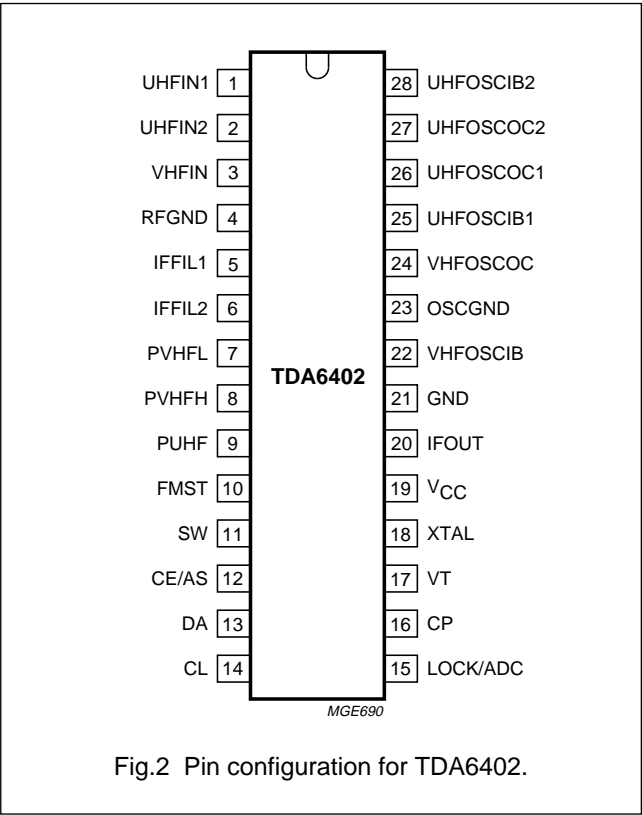 UHFIN1 1 28 UHFOSCIB2
UHFIN2 2 27 UHFOSCOC2
VHFIN 3 26 UHFOSCOC1
RFGND 4 25 UHFOSCIB1
IFFIL1 5 24 VHFOSCOC
IFFIL2 6 23 OSCGND
PVHFL 7 22 VHFOSCIB
TDA6402
PVHFH 8 21 GND
PUHF 9 20 IFOUT
FMST 10 19 VCC
SW 11 18 XTAL
CE/AS 12 17 VT
DA 13 16 CP
CL 14 15 LOCK/ADC
MGE690
Fig.2 Pin configuration for TDA6402.